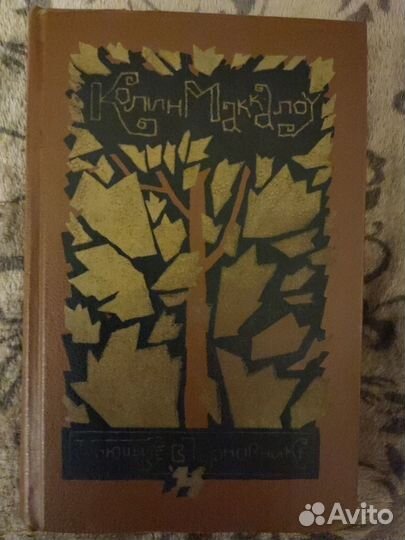 Колин Маккалоу
Поющие в терновнике
Avito